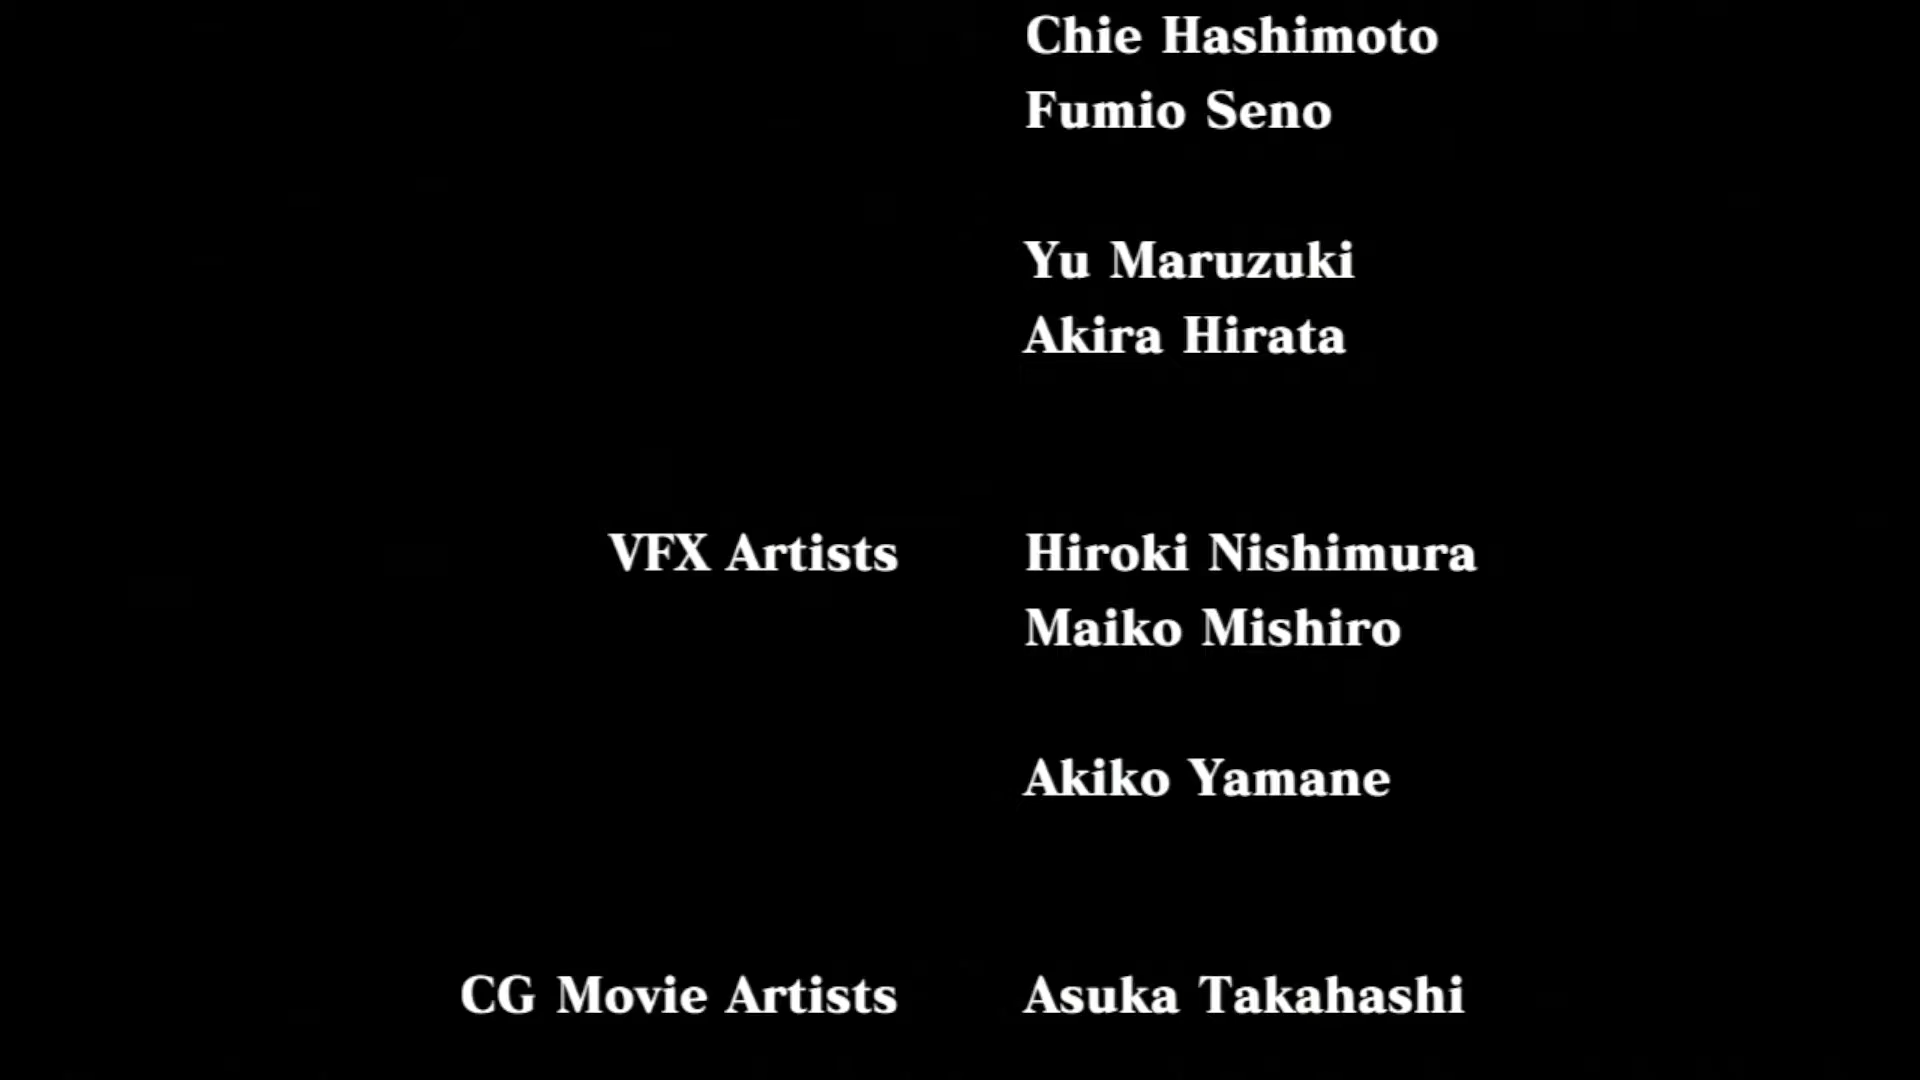 Chie Hashimoto
Fumio Seno
Yu Maruzuki
Akira Hirata
VFX Artists Hiroki Nishimura
Maiko Mishiro
Akiko Yamane
CG Movie Artists Asuka Takahashi